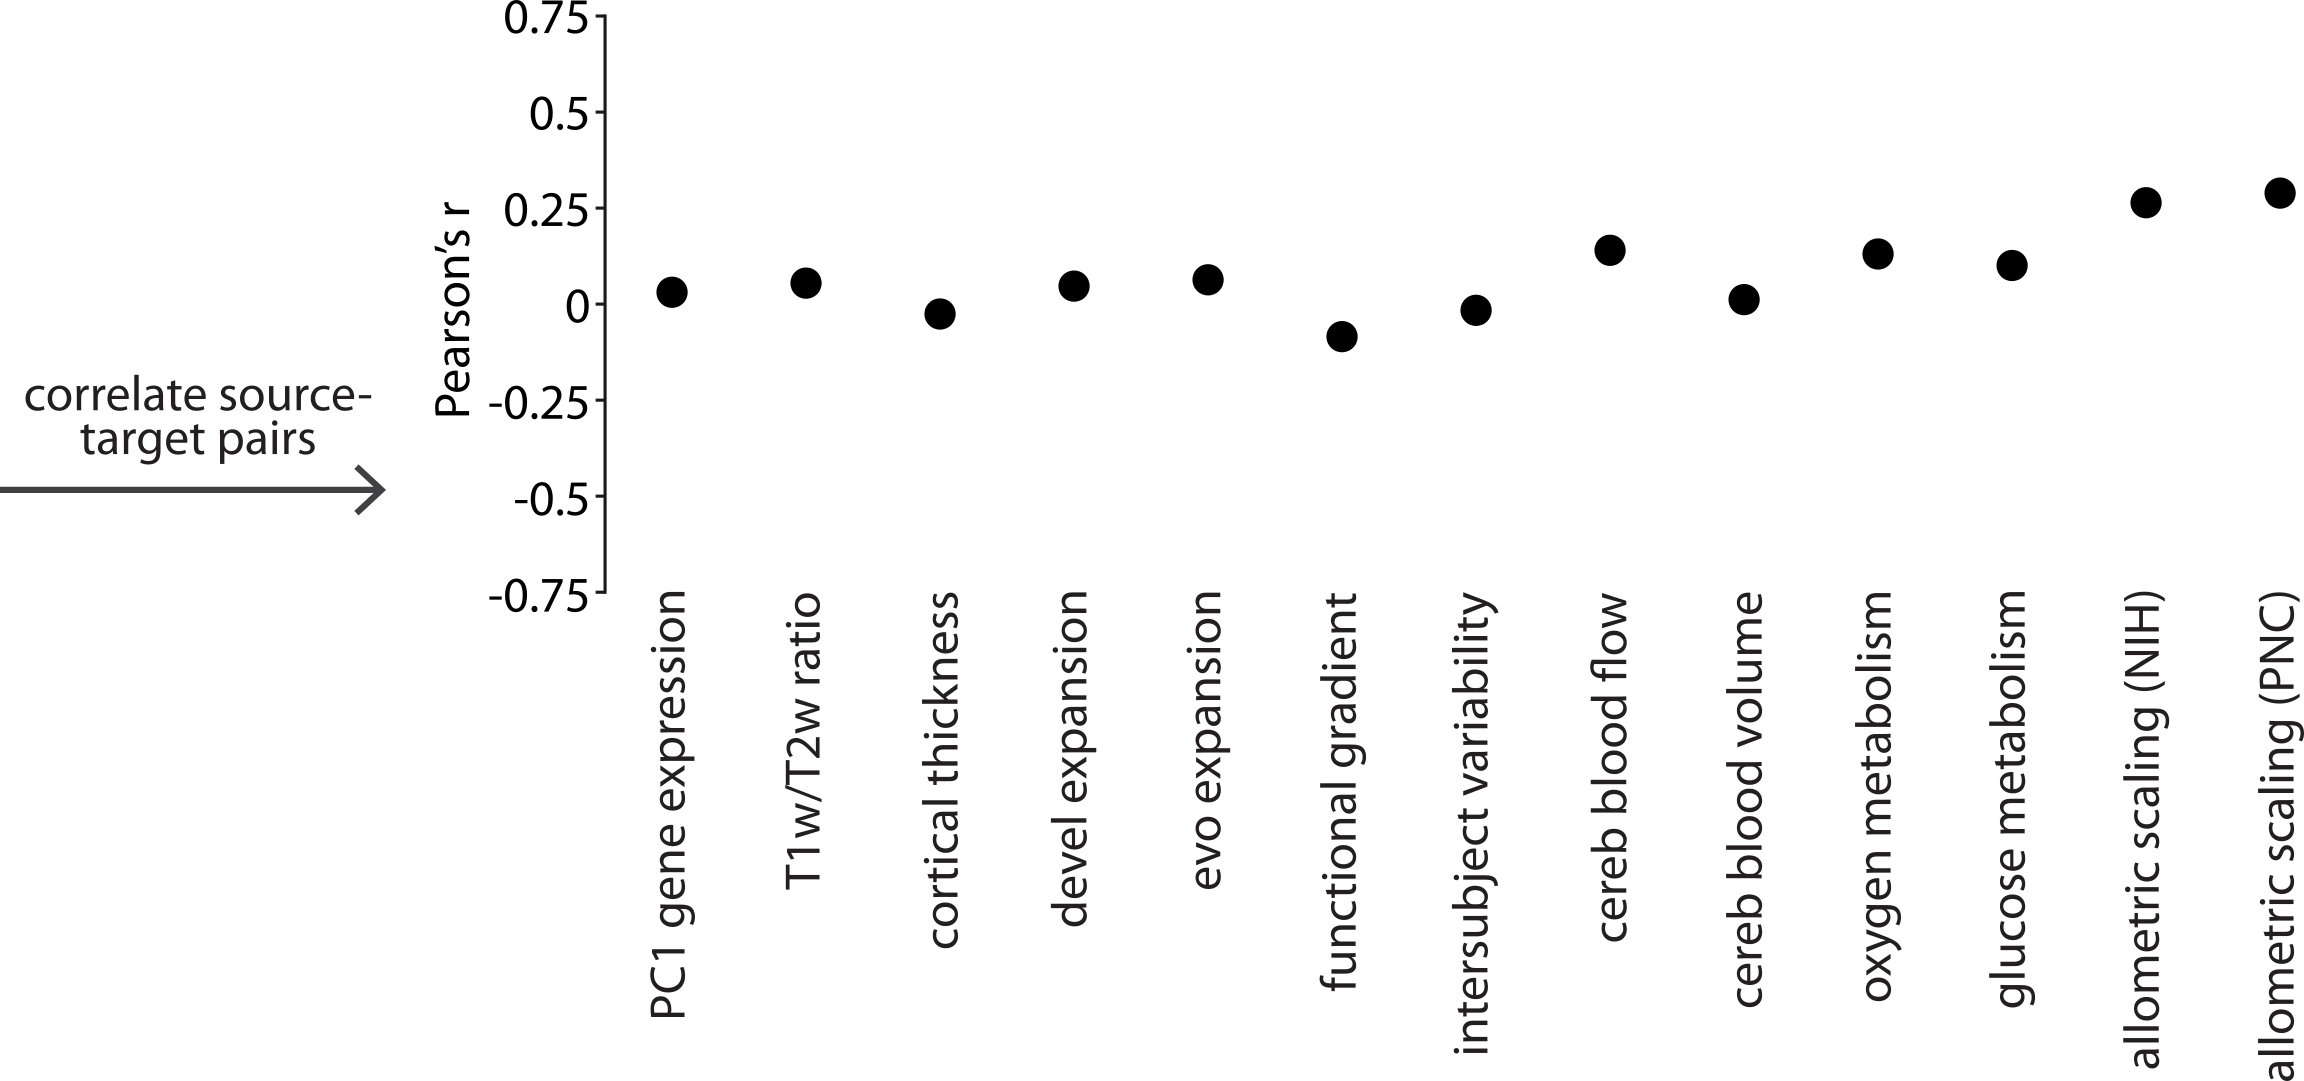 correlate source-
target pairs
Pearson’s r
0.75
0.5
0.25
0
-0.25
-0.5
-0.75
PC1 gene expression
T1w/T2w ratio
cortical thickness
devel expansion
evo expansion
functional gradient
intersubject variability
cereb blood flow
cereb blood volume
oxygen metabolism
glucose metabolism
allometric scaling (NIH)
allometric scaling (PNC)